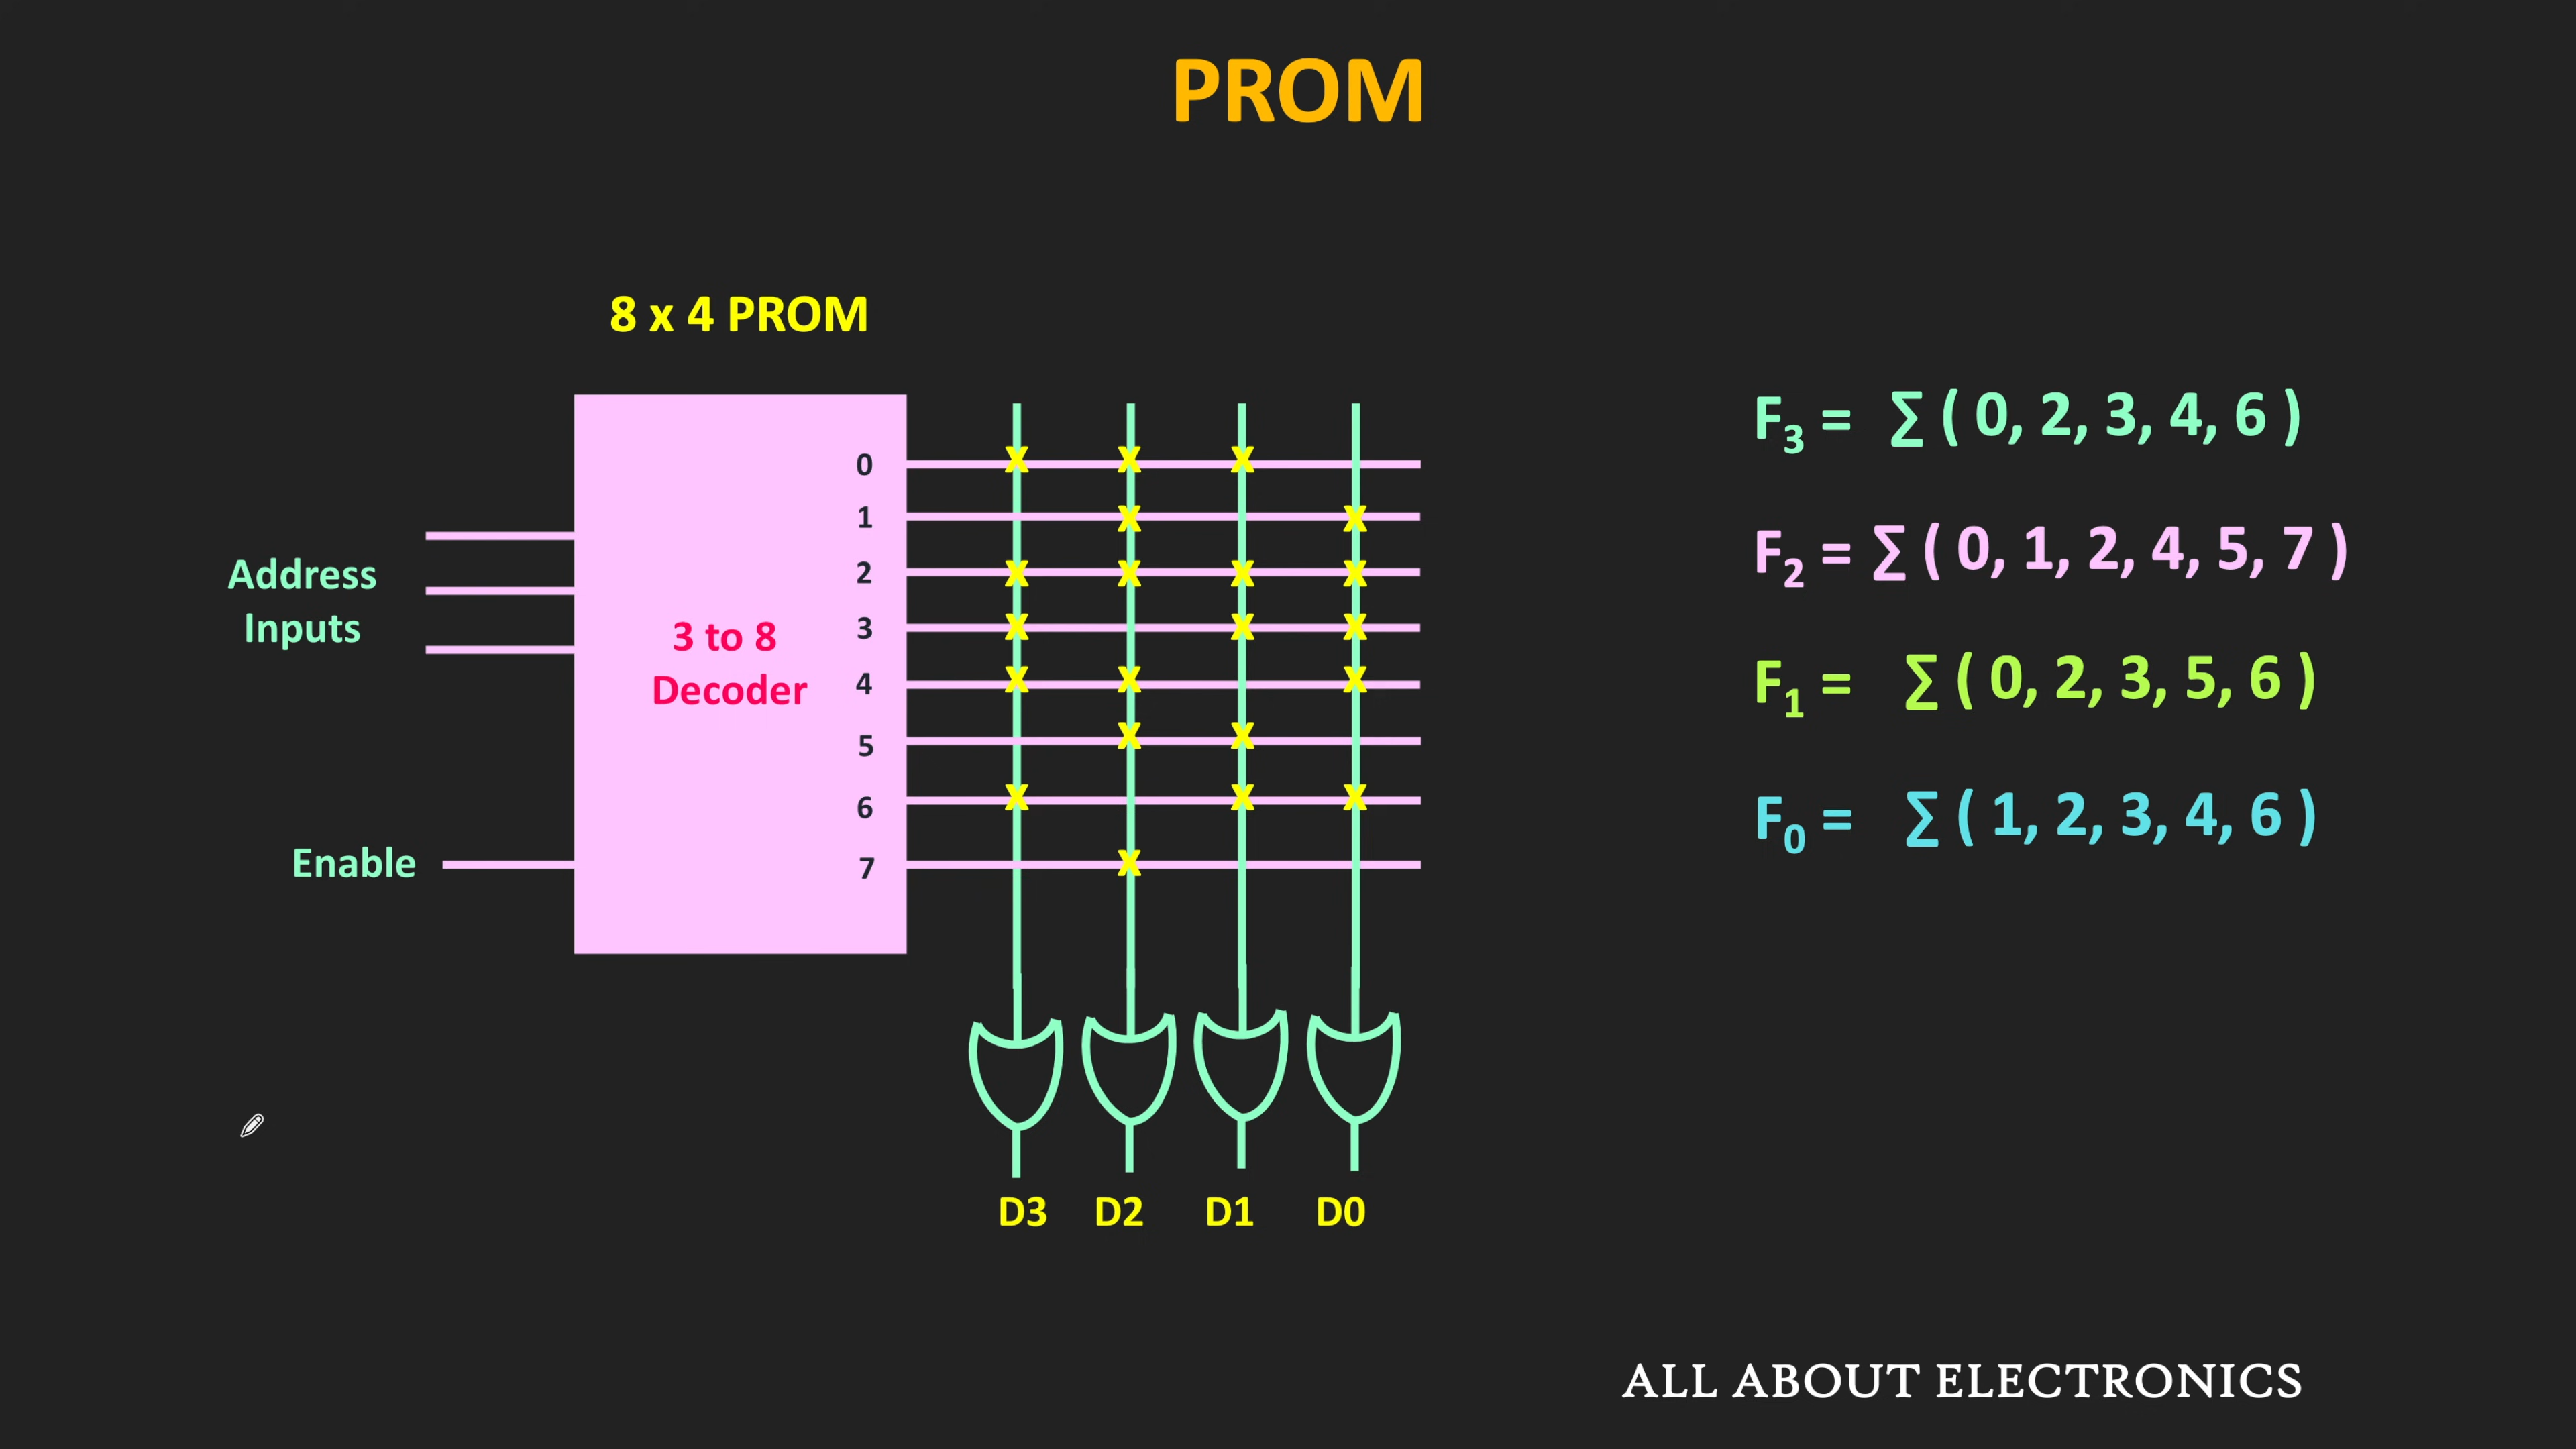 PROM
8 x 4 PROM
Address
Inputs
Enable
3 to 8
Decoder
0
1
2
3
4
5
6
7
X X X
X X
X X X X
X X X
X X X
X X
X X X
X
D3 D2 D1 D0
F3 = ∑ ( 0, 2, 3, 4, 6 )
F2 = ∑ ( 0, 1, 2, 4, 5, 7 )
F1 = ∑ ( 0, 2, 3, 5, 6 )
F0 = ∑ ( 1, 2, 3, 4, 6 )
ALL ABOUT ELECTRONICS